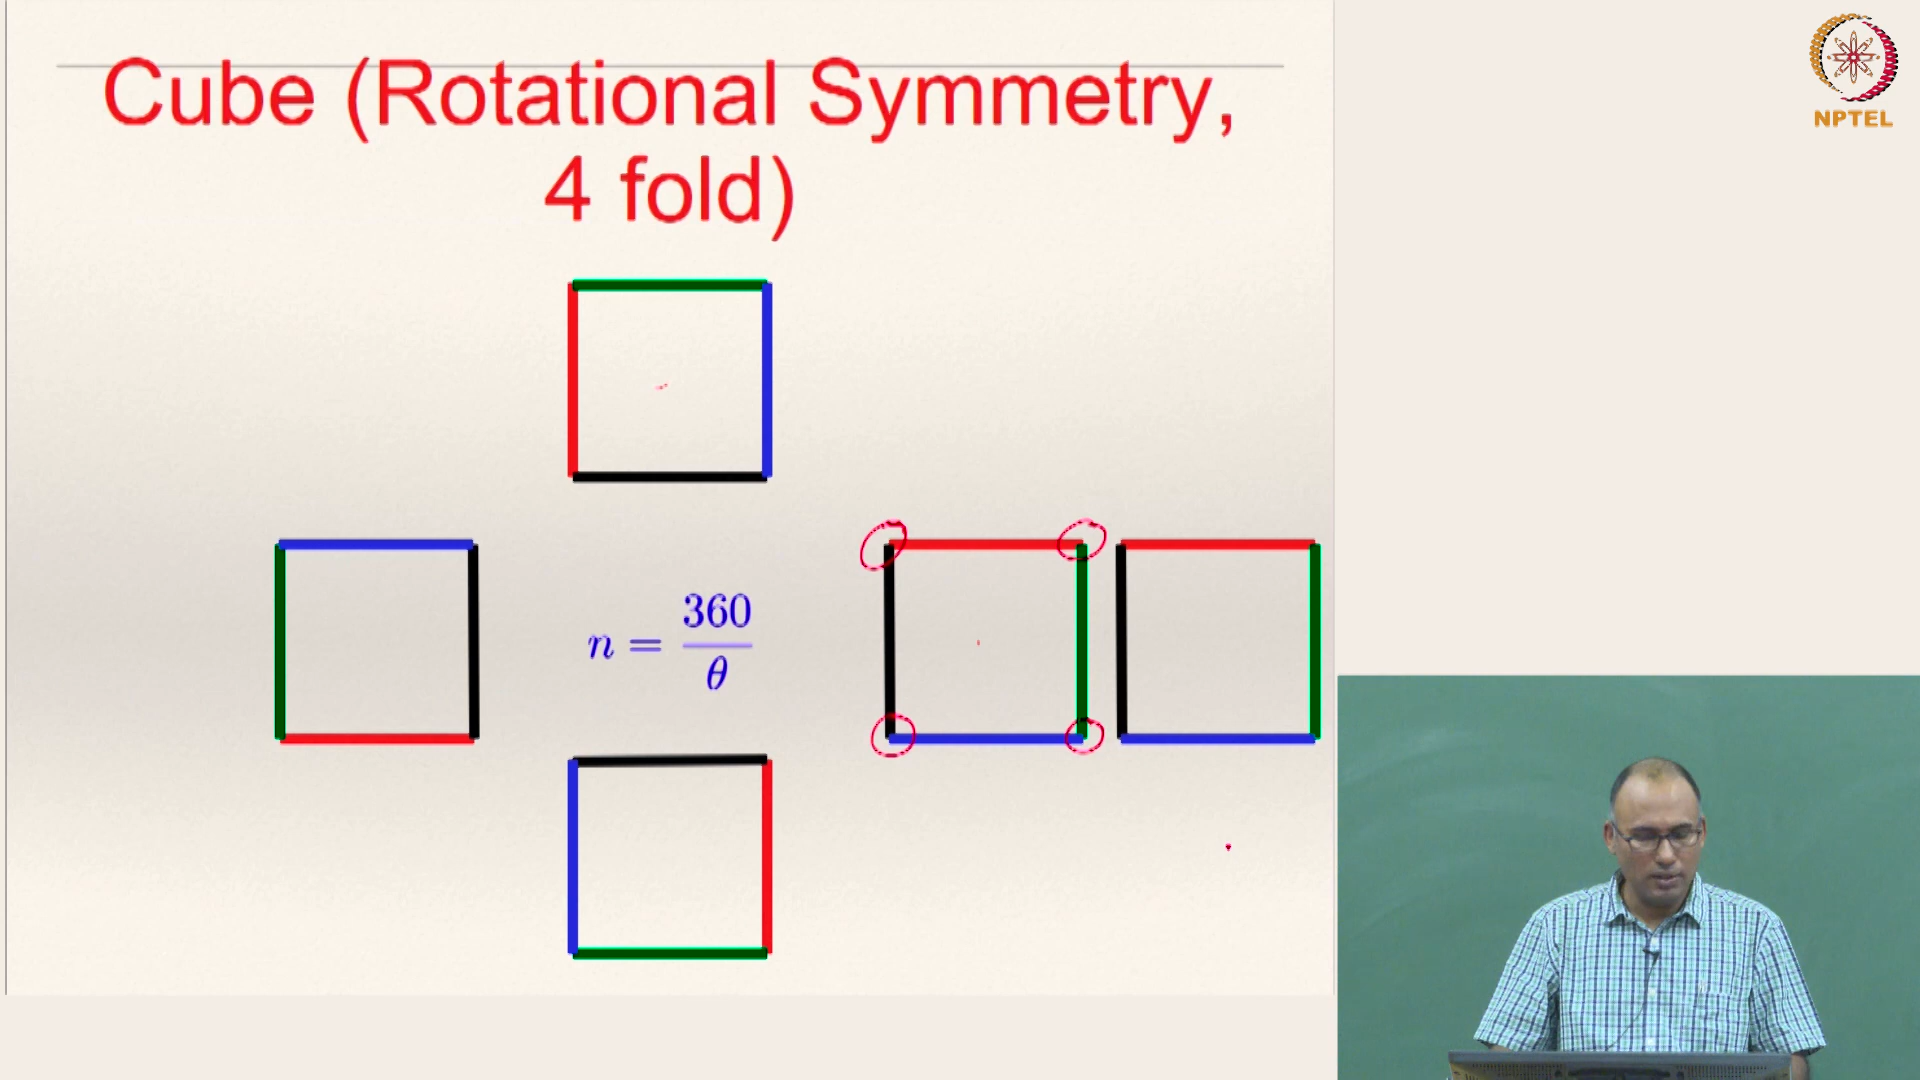 Cube (Rotational Symmetry,
4 fold)
n = 360/θ
NPTEL